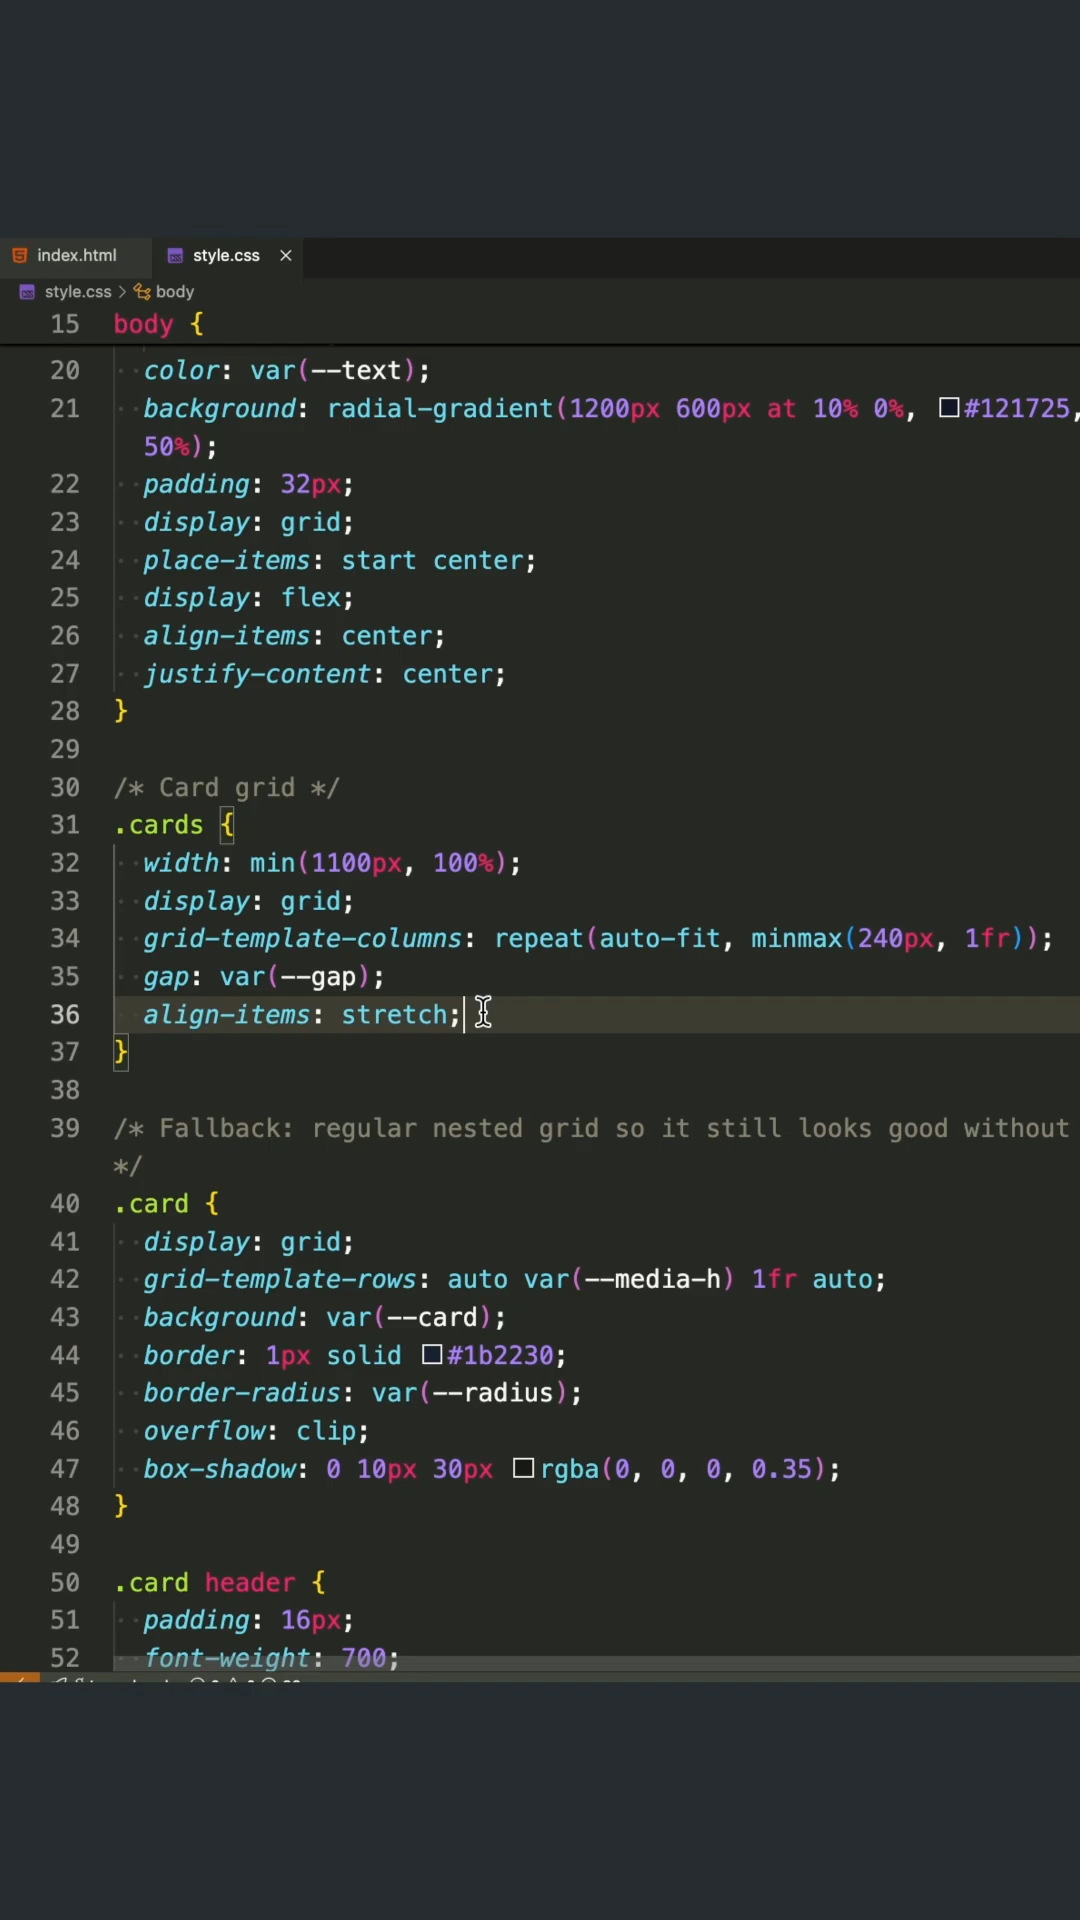 index.html
style.css
style.css > body
15 body {
20 color: var(--text);
21 background: radial-gradient(1200px 600px at 10% 0%, #121725,
50%);
22 padding: 32px;
23 display: grid;
24 place-items: start center;
25 display: flex;
26 align-items: center;
27 justify-content: center;
28 }
29
30 /* Card grid */
31 .cards {
32 width: min(1100px, 100%);
33 display: grid;
34 grid-template-columns: repeat(auto-fit, minmax(240px, 1fr));
35 gap: var(--gap);
36 align-items: stretch;
37 }
38
39 /* Fallback: regular nested grid so it still looks good without
*/
40 .card {
41 display: grid;
42 grid-template-rows: auto var(--media-h) 1fr auto;
43 background: var(--card);
44 border: 1px solid #1b2230;
45 border-radius: var(--radius);
46 overflow: clip;
47 box-shadow: 0 10px 30px rgba(0, 0, 0, 0.35);
48 }
49
50 .card header {
51 padding: 16px;
52 font-weight: 700;